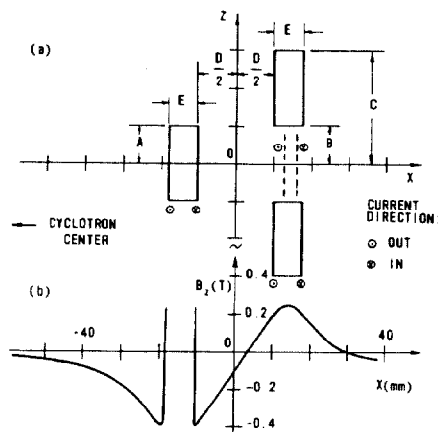 (a)
Z
E
D/2
D/2
E
A
B
C
0
X
CYCLOTRON CENTER
CURRENT DIRECTION:
⊙ OUT
⊗ IN
(b)
B_Z(T)
0.4
0.2
-40
0
40
X(mm)
-0.2
-0.4